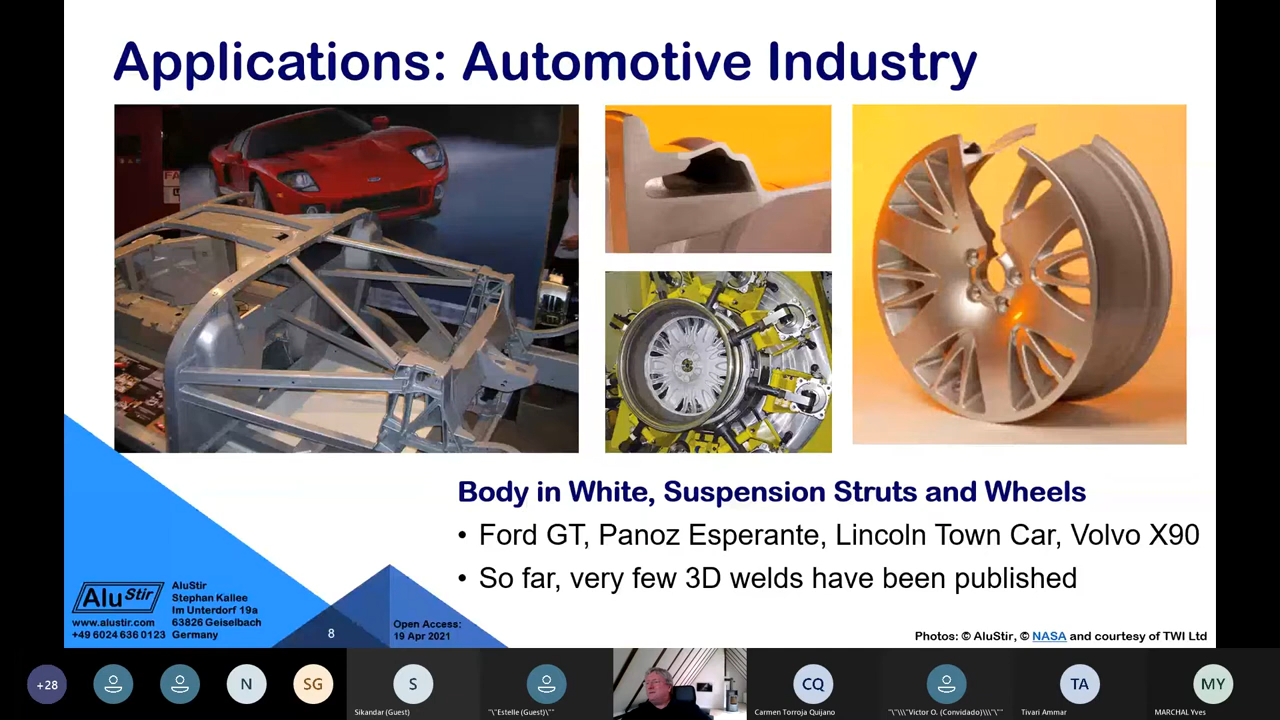 Applications: Automotive Industry
Body in White, Suspension Struts and Wheels
• Ford GT, Panoz Esperante, Lincoln Town Car, Volvo X90
• So far, very few 3D welds have been published
AluStir
www.alustir.com
+49 6024 636 0123
AluStir
Stephan Kallee
Im Unterdorf 19a
63826 Geiselbach
Germany
8
Open Access:
19 Apr 2021
Photos: © AluStir, © NASA and courtesy of TWI Ltd
+28
N
SG
S
Sikandar (Guest)
"\"Estelle (Guest)\""
CQ
Carmen Torroja Quijano
"\"\\\"Victor O. (Convidado)\\\"\""
TA
Tivari Ammar
MY
MARCHAL Yves